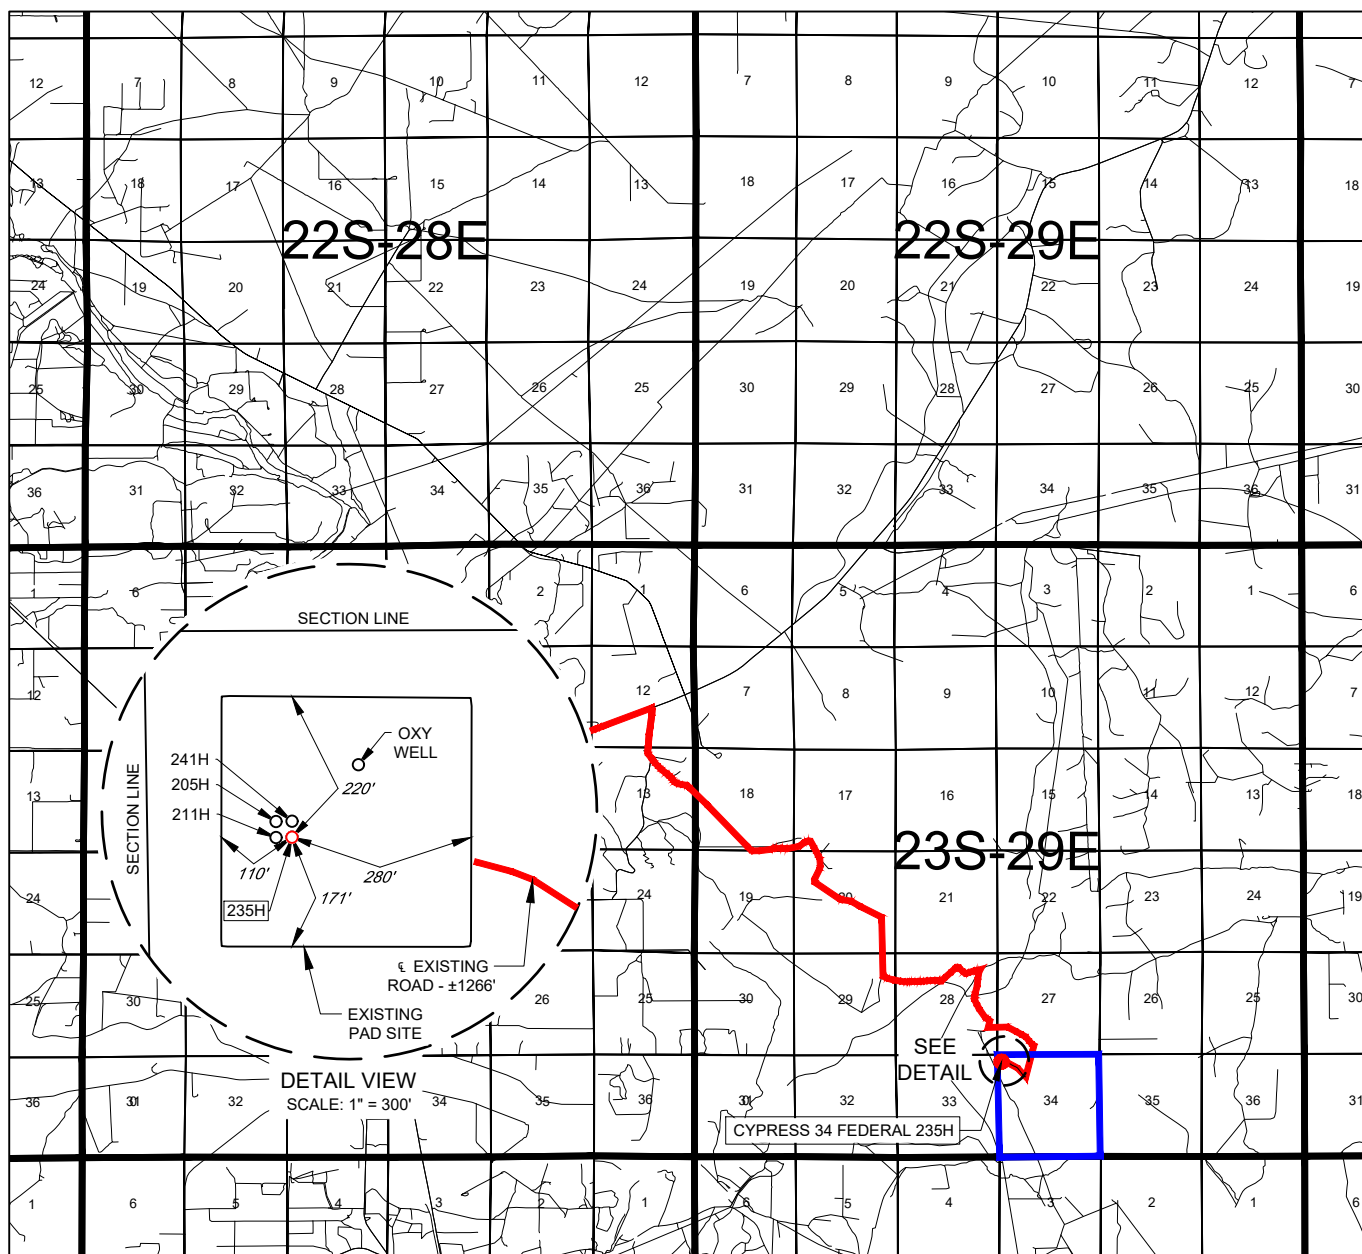 12 7 8 9 10 11 12 7 8 9 10 11 12 7
13 18 17 16 15 14 13 18 17 16 15 14 13 18
22S-28E 22S-29E
24 19 20 21 22 23 24 19 20 21 22 23 24 19
25 30 29 28 27 26 25 30 29 28 27 26 25 30
36 31 32 33 34 35 36 31 32 33 34 35 36 31
1 6 2 1 6 5 4 3 2 1 6
SECTION LINE
12 12 7 8 9 10 11 12 7
OXY
WELL
241H
205H
211H
220'
SECTION LINE
13 13 18 17 16 15 14 13 18
23S-29E
110'
280'
171'
235H
24 24 19 20 21 22 23 24 19
℄ EXISTING
ROAD - ±1266'
25 30 26 25 30 29 28 27 26 25 30
EXISTING
PAD SITE
SEE
DETAIL
DETAIL VIEW
SCALE: 1" = 300'
36 32 34 35 36 32 33 34 35 36 31
CYPRESS 34 FEDERAL 235H
1 6 5 4 3 2 1 6 5 4 3 2 1 6